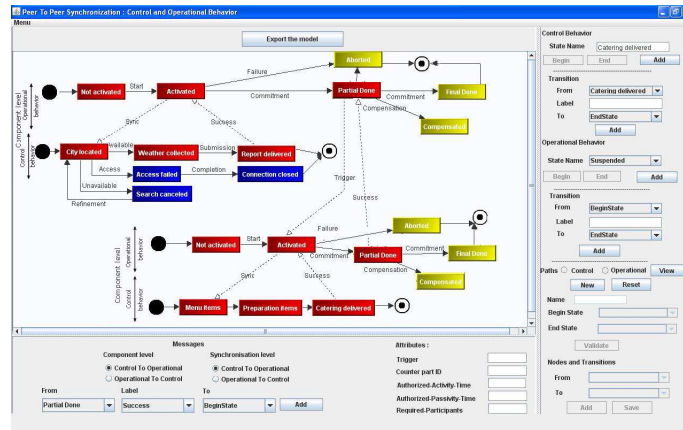 Peer To Peer Synchronization : Control and Operational Behavior
Menu
Export the model
Aborted
Failure
Not activated
Start
Activated
Commitment
Partial Done
Commitment
Final Done
Compensation
Compensated
Component level
Operational
behavior
Control
behavior
Sync
Success
City located
Available
Weather collected
Submission
Report delivered
Access
Access failed
Completion
Connection closed
Unavailable
Search canceled
Refinement
Trigger
Success
Component level
Operational
behavior
Control
behavior
Not activated
Start
Activated
Failure
Aborted
Commitment
Partial Done
Commitment
Final Done
Compensation
Compensated
Sync
Success
Menu items
Preparation items
Catering delivered
Messages
Component level
Synchronisation level
Control To Operational
Control To Operational
Operational To Control
Operational To Control
From
Label
To
Partial Done
Success
BeginState
Add
Attributes :
Trigger
Counter part ID
Authorized-Activity-Time
Authorized-Passivity-Time
Required-Participants
Control Behavior
State Name
Catering delivered
Begin
End
Add
Transition
From
Catering delivered
Label
To
EndState
Add
Operational Behavior
State Name
Suspended
Begin
End
Add
Transition
From
BeginState
Label
To
EndState
Add
Paths
Control
Operational
View
New
Reset
Name
Begin State
End State
Validate
Nodes and Transitions
From
To
Add
Save